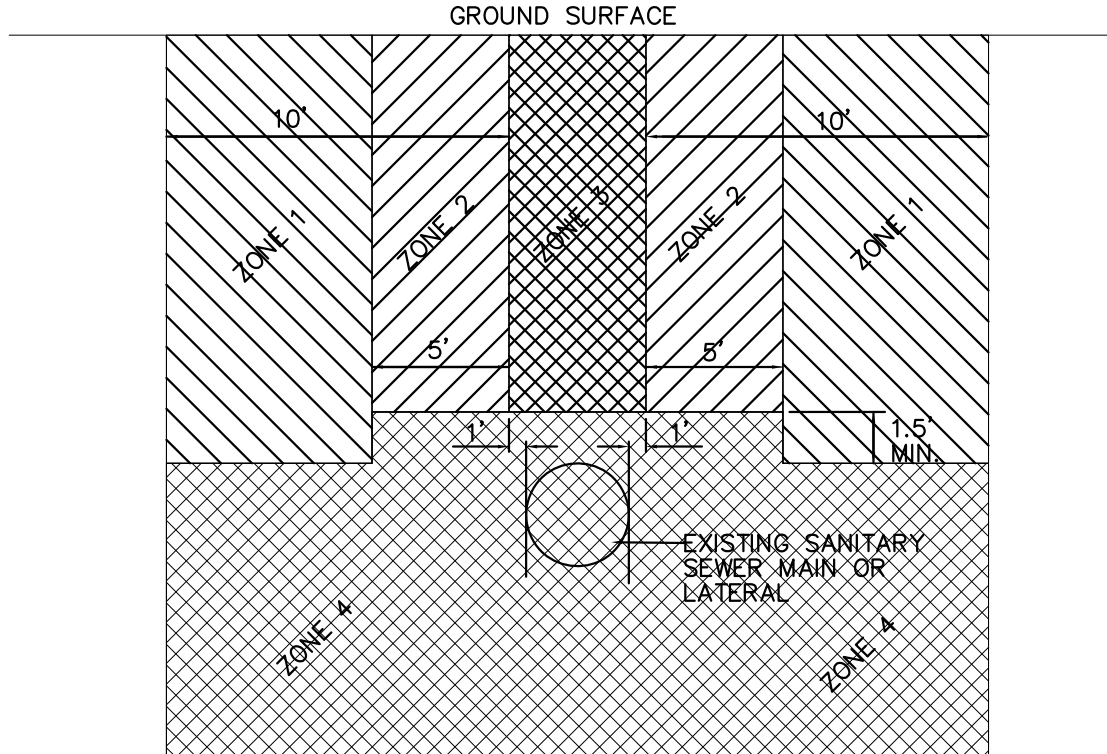 GROUND SURFACE
10'
10'
ZONE 1
ZONE 2
ZONE 3
ZONE 2
ZONE 1
5'
5'
1'
1'
1.5'
MIN.
EXISTING SANITARY
SEWER MAIN OR
LATERAL
ZONE 4
ZONE 4